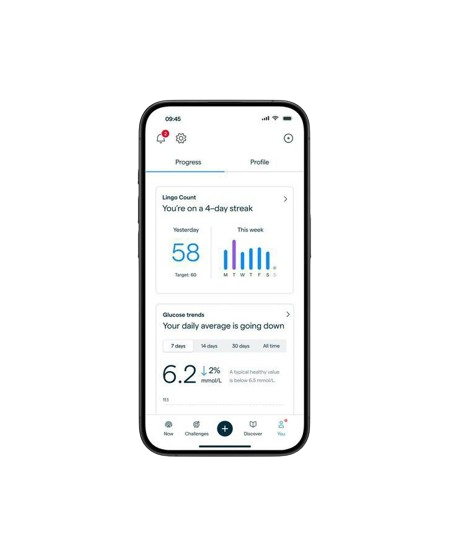 09:45
2
Progress Profile
Lingo Count
You're on a 4-day streak
Yesterday This week
58
Target: 60
M T W T F S S
Glucose trends
Your daily average is going down
7 days 14 days 30 days All time
6.2 ↓2% mmol/L
A typical healthy value
is below 5.5 mmol/L.
Now Challenges + Discover You